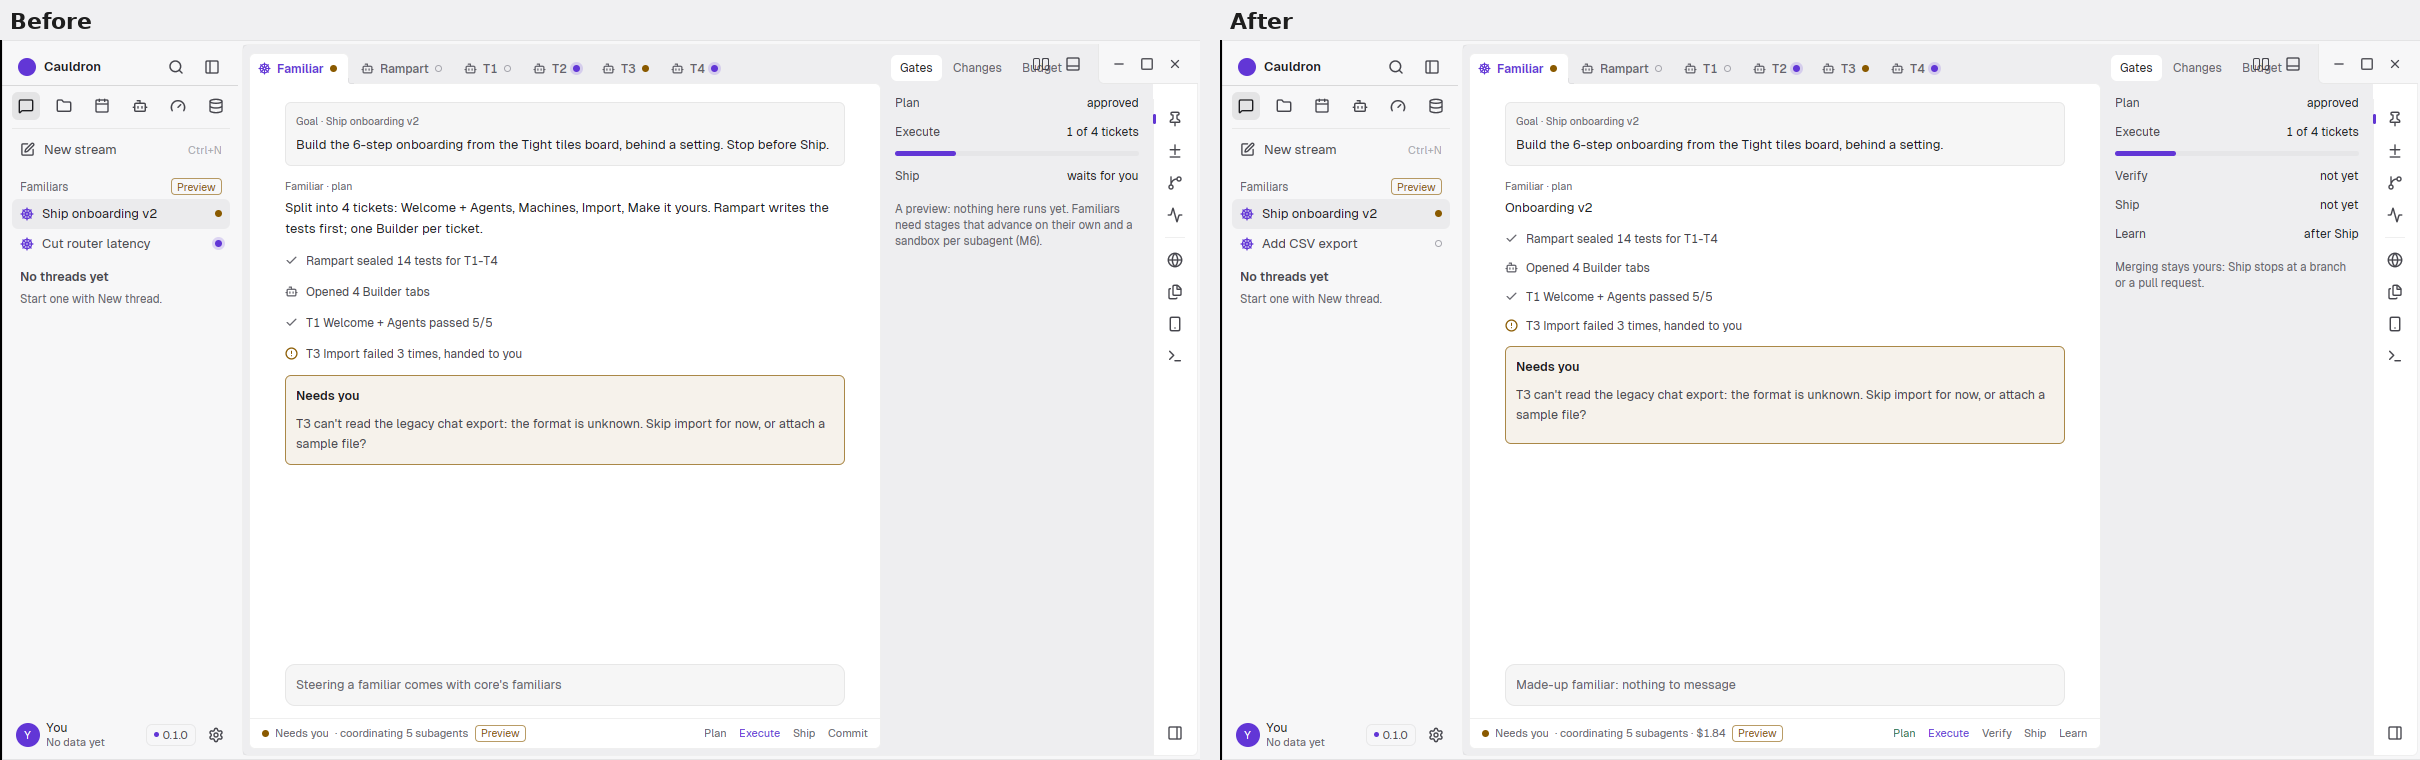 Before
Cauldron
New stream
Ctrl+N
Familiars
Preview
Ship onboarding v2
Cut router latency
No threads yet
Start one with New thread.
You
No data yet
Y
0.1.0
Familiar
Rampart
T1
T2
T3
T4
Goal · Ship onboarding v2
Build the 6-step onboarding from the Tight tiles board, behind a setting. Stop before Ship.
Familiar · plan
Split into 4 tickets: Welcome + Agents, Machines, Import, Make it yours. Rampart writes the
tests first; one Builder per ticket.
Rampart sealed 14 tests for T1-T4
Opened 4 Builder tabs
T1 Welcome + Agents passed 5/5
T3 Import failed 3 times, handed to you
Needs you
T3 can't read the legacy chat export: the format is unknown. Skip import for now, or attach a
sample file?
Steering a familiar comes with core's familiars
Needs you · coordinating 5 subagents
Preview
Plan
Execute
Ship
Commit
Gates
Changes
Budget
Plan
approved
Execute
1 of 4 tickets
Ship
waits for you
A preview: nothing here runs yet. Familiars
need stages that advance on their own and a
sandbox per subagent (M6).
After
Cauldron
New stream
Ctrl+N
Familiars
Preview
Ship onboarding v2
Add CSV export
No threads yet
Start one with New thread.
You
No data yet
Y
0.1.0
Familiar
Rampart
T1
T2
T3
T4
Goal · Ship onboarding v2
Build the 6-step onboarding from the Tight tiles board, behind a setting.
Familiar · plan
Onboarding v2
Rampart sealed 14 tests for T1-T4
Opened 4 Builder tabs
T1 Welcome + Agents passed 5/5
T3 Import failed 3 times, handed to you
Needs you
T3 can't read the legacy chat export: the format is unknown. Skip import for now, or attach a
sample file?
Made-up familiar: nothing to message
Needs you · coordinating 5 subagents · $1.84
Preview
Plan
Execute
Verify
Ship
Learn
Gates
Changes
Budget
Plan
approved
Execute
1 of 4 tickets
Verify
not yet
Ship
not yet
Learn
after Ship
Merging stays yours: Ship stops at a branch
or a pull request.